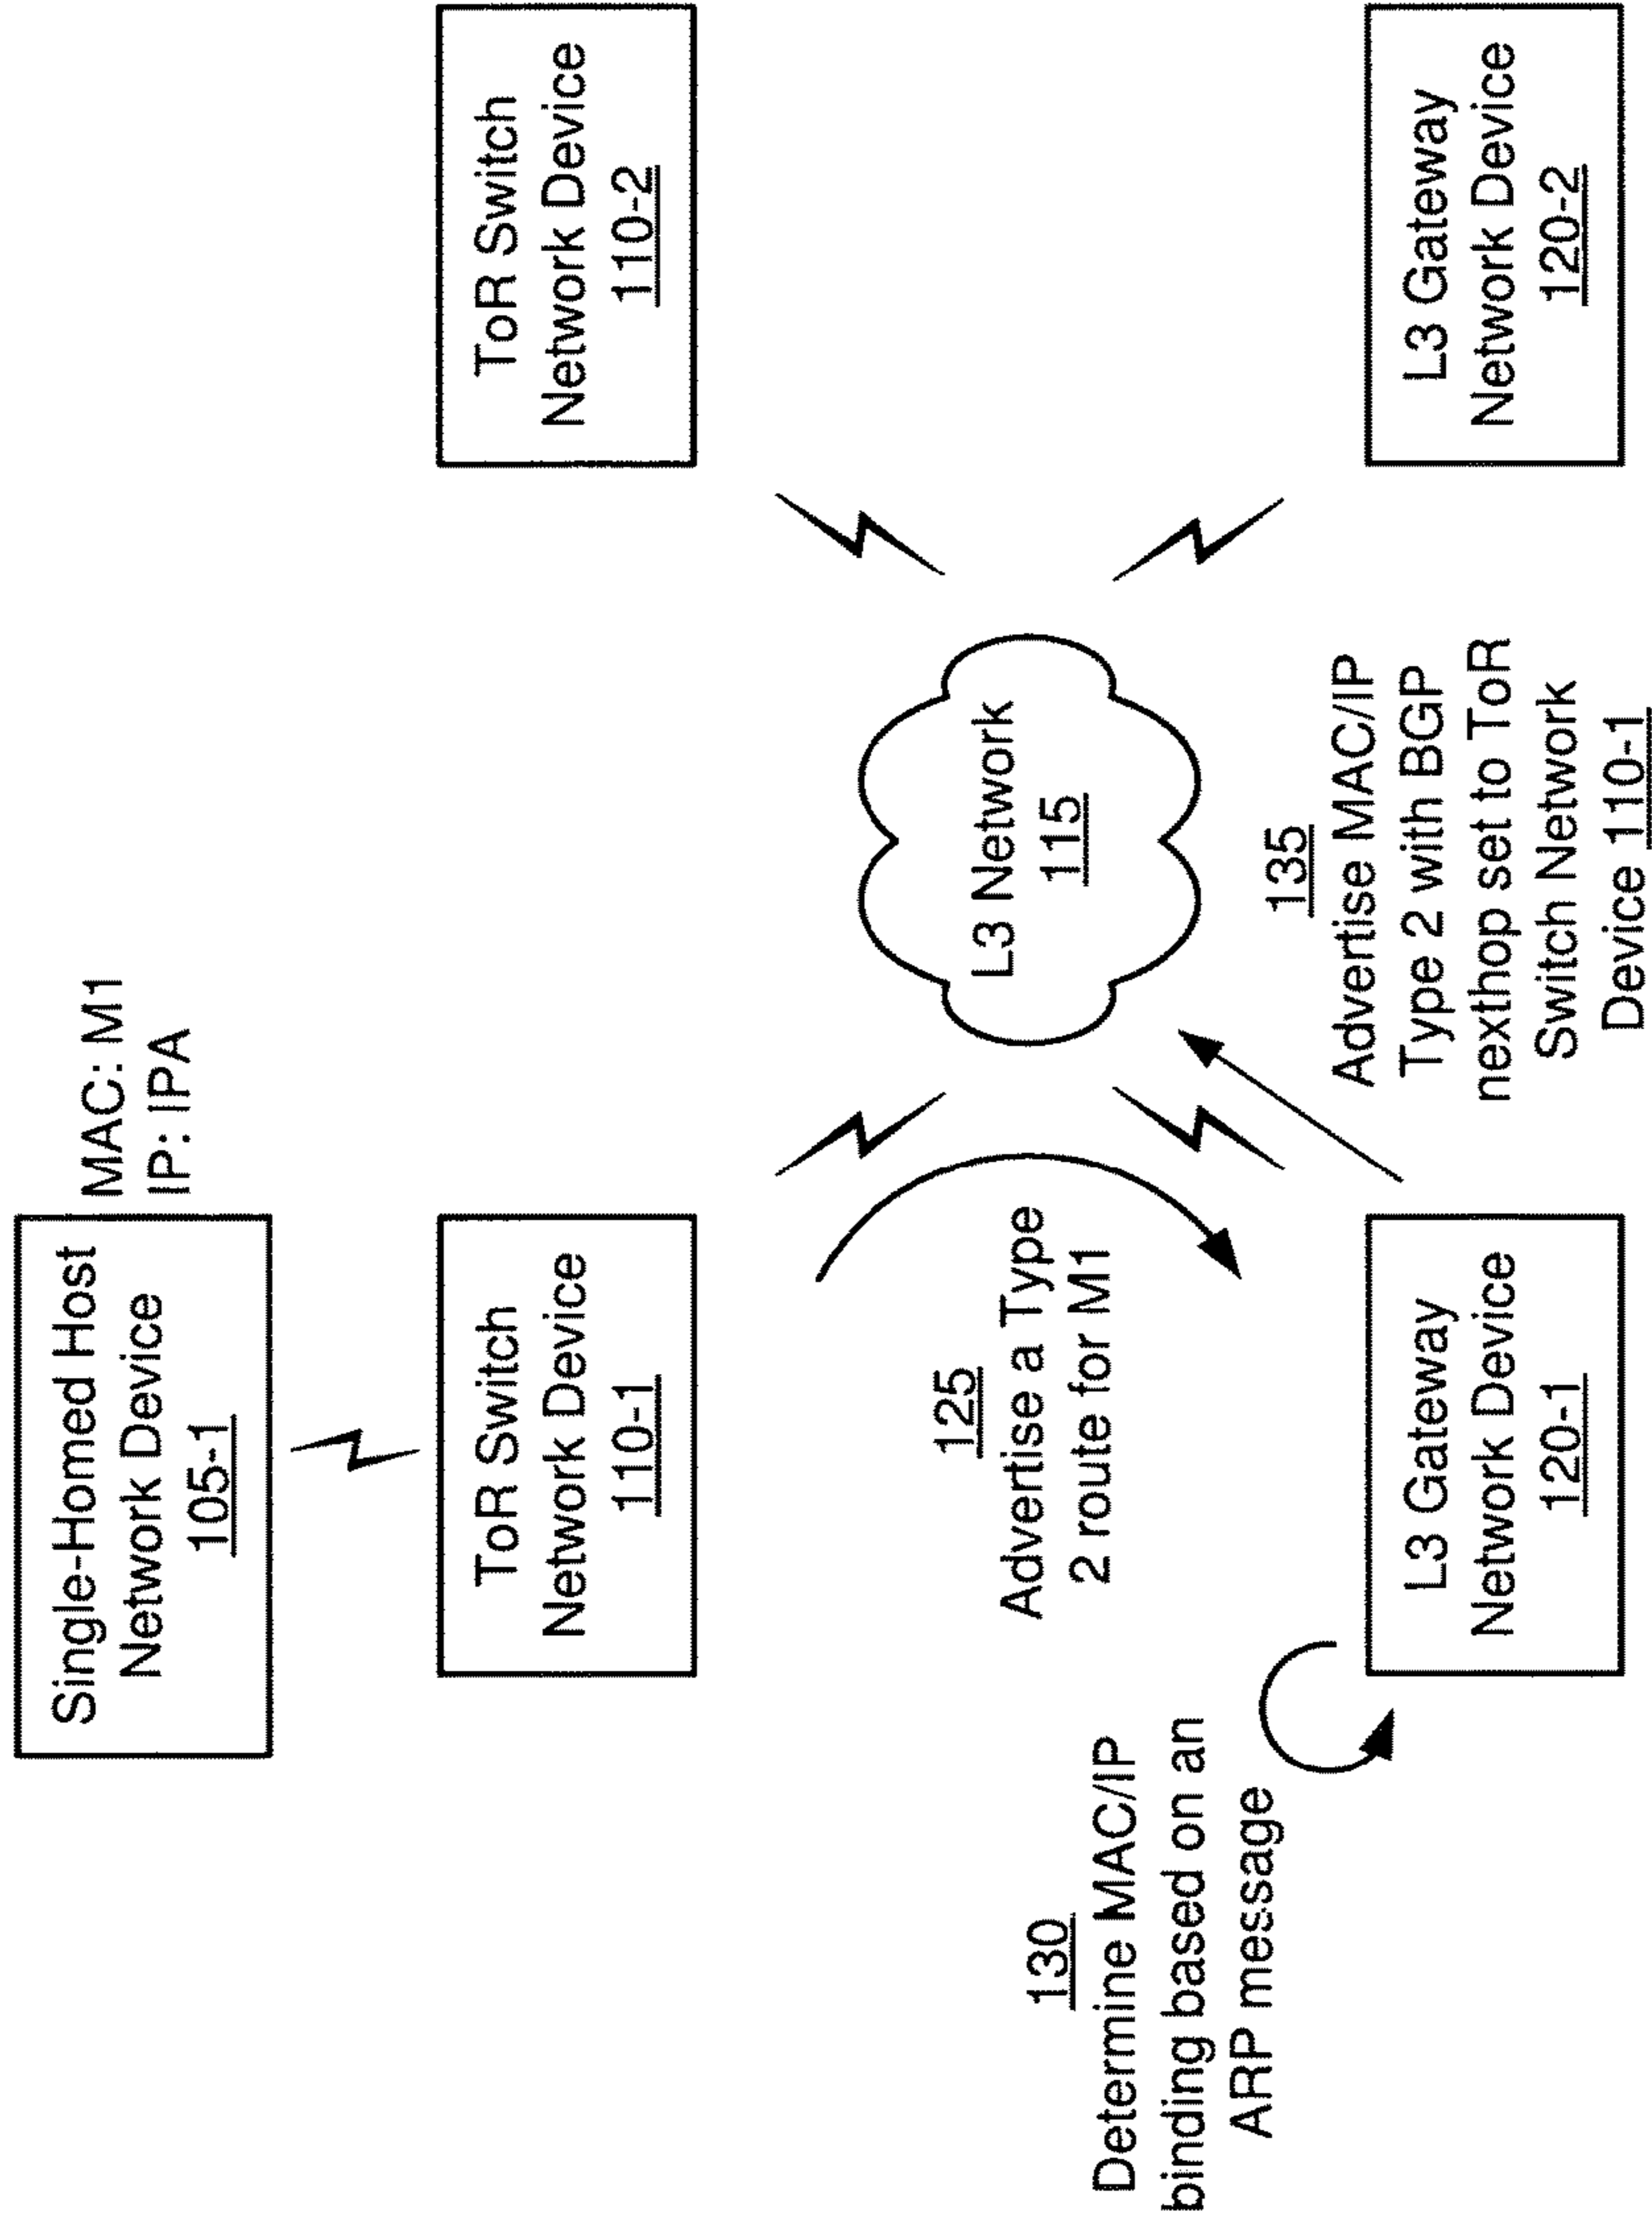 Single-Homed Host
Network Device
105-1
MAC: M1
IP: IPA
ToR Switch
Network Device
110-1
ToR Switch
Network Device
110-2
125
Advertise a Type
2 route for M1
L3 Network
115
130
Determine MAC/IP
binding based on an
ARP message
135
Advertise MAC/IP
Type 2 with BGP
nexthop set to ToR
Switch Network
Device 110-1
L3 Gateway
Network Device
120-1
L3 Gateway
Network Device
120-2